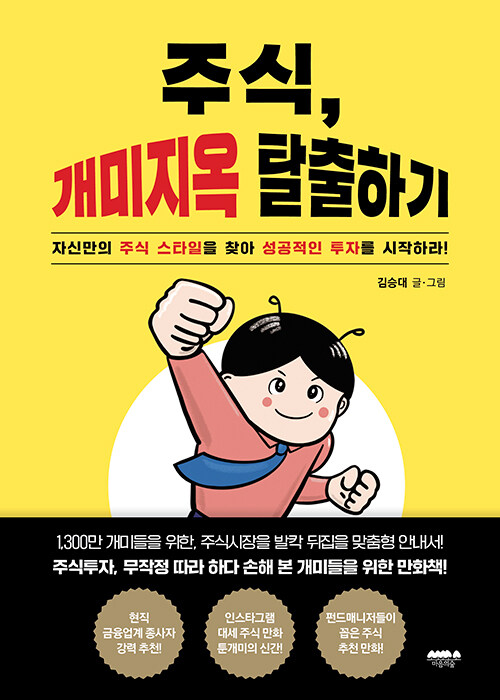 주식,
개미지옥 탈출하기
자신만의 주식 스타일을 찾아 성공적인 투자를 시작하라!
김승대 글·그림
1,300만 개미들을 위한, 주식시장을 발칵 뒤집을 맞춤형 안내서!
주식투자, 무작정 따라 하다 손해 본 개미들을 위한 만화책!
현직
금융업계 종사자
강력 추천!
인스타그램
대세 주식 만화
툰개미의 신간!
펀드매니저들이
꼽은 주식
추천 만화!
마음의숲